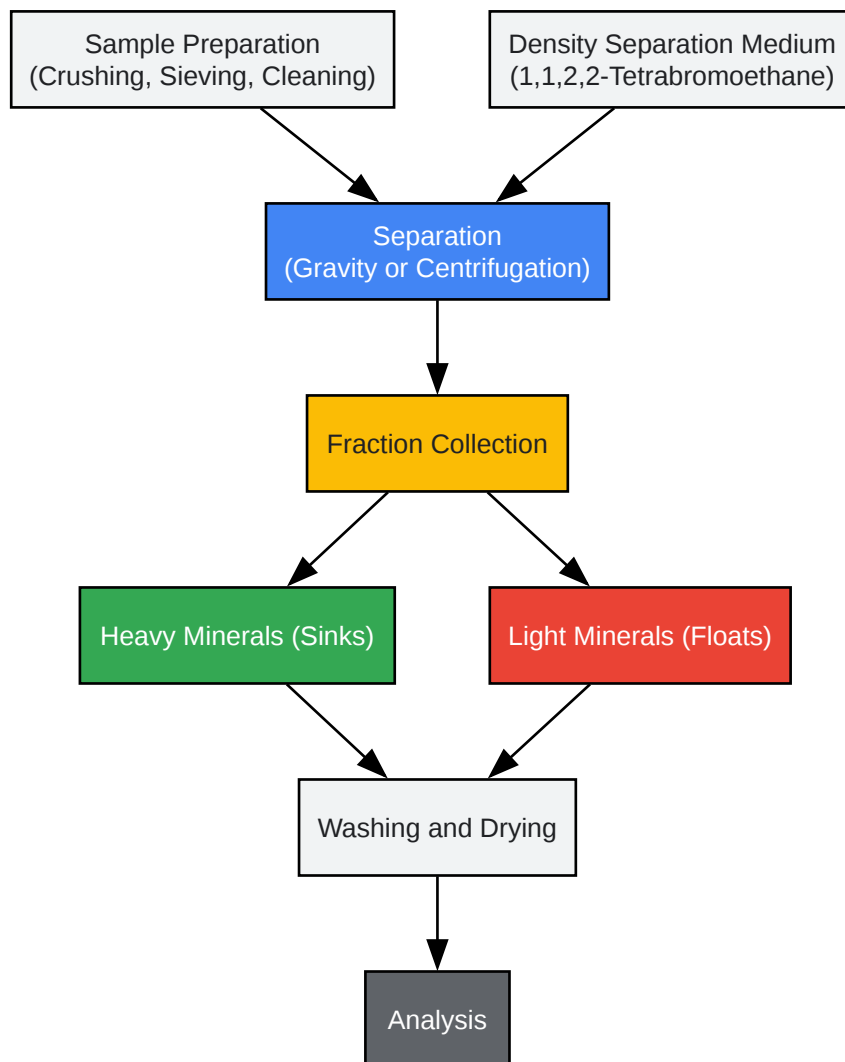 Sample Preparation
(Crushing, Sieving, Cleaning)
Density Separation Medium
(1,1,2,2-Tetrabromoethane)
Separation
(Gravity or Centrifugation)
Fraction Collection
Heavy Minerals (Sinks)
Light Minerals (Floats)
Washing and Drying
Analysis